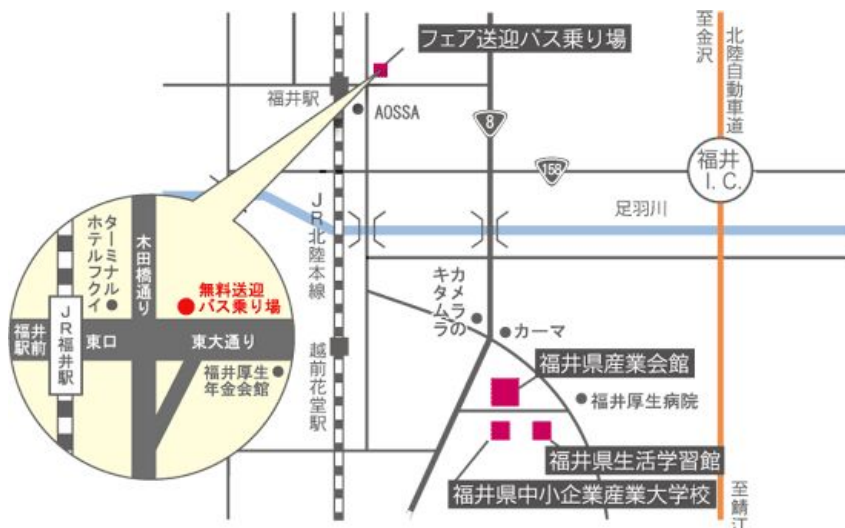 フェア送迎バス乗り場
至金沢
北陸自動車道
福井駅
AOSSA
8
158
福井
I.C.
足羽川
JR北陸本線
ターミナル
ホテルフクイ
木田橋通り
無料送迎
バス乗り場
JR福井駅
福井
駅前
東口
東大通り
福井厚生
年金会館
カメラの
キタムラ
カーマ
越前花堂駅
福井県産業会館
福井厚生病院
福井県生活学習館
福井県中小企業産業大学校
至鯖江